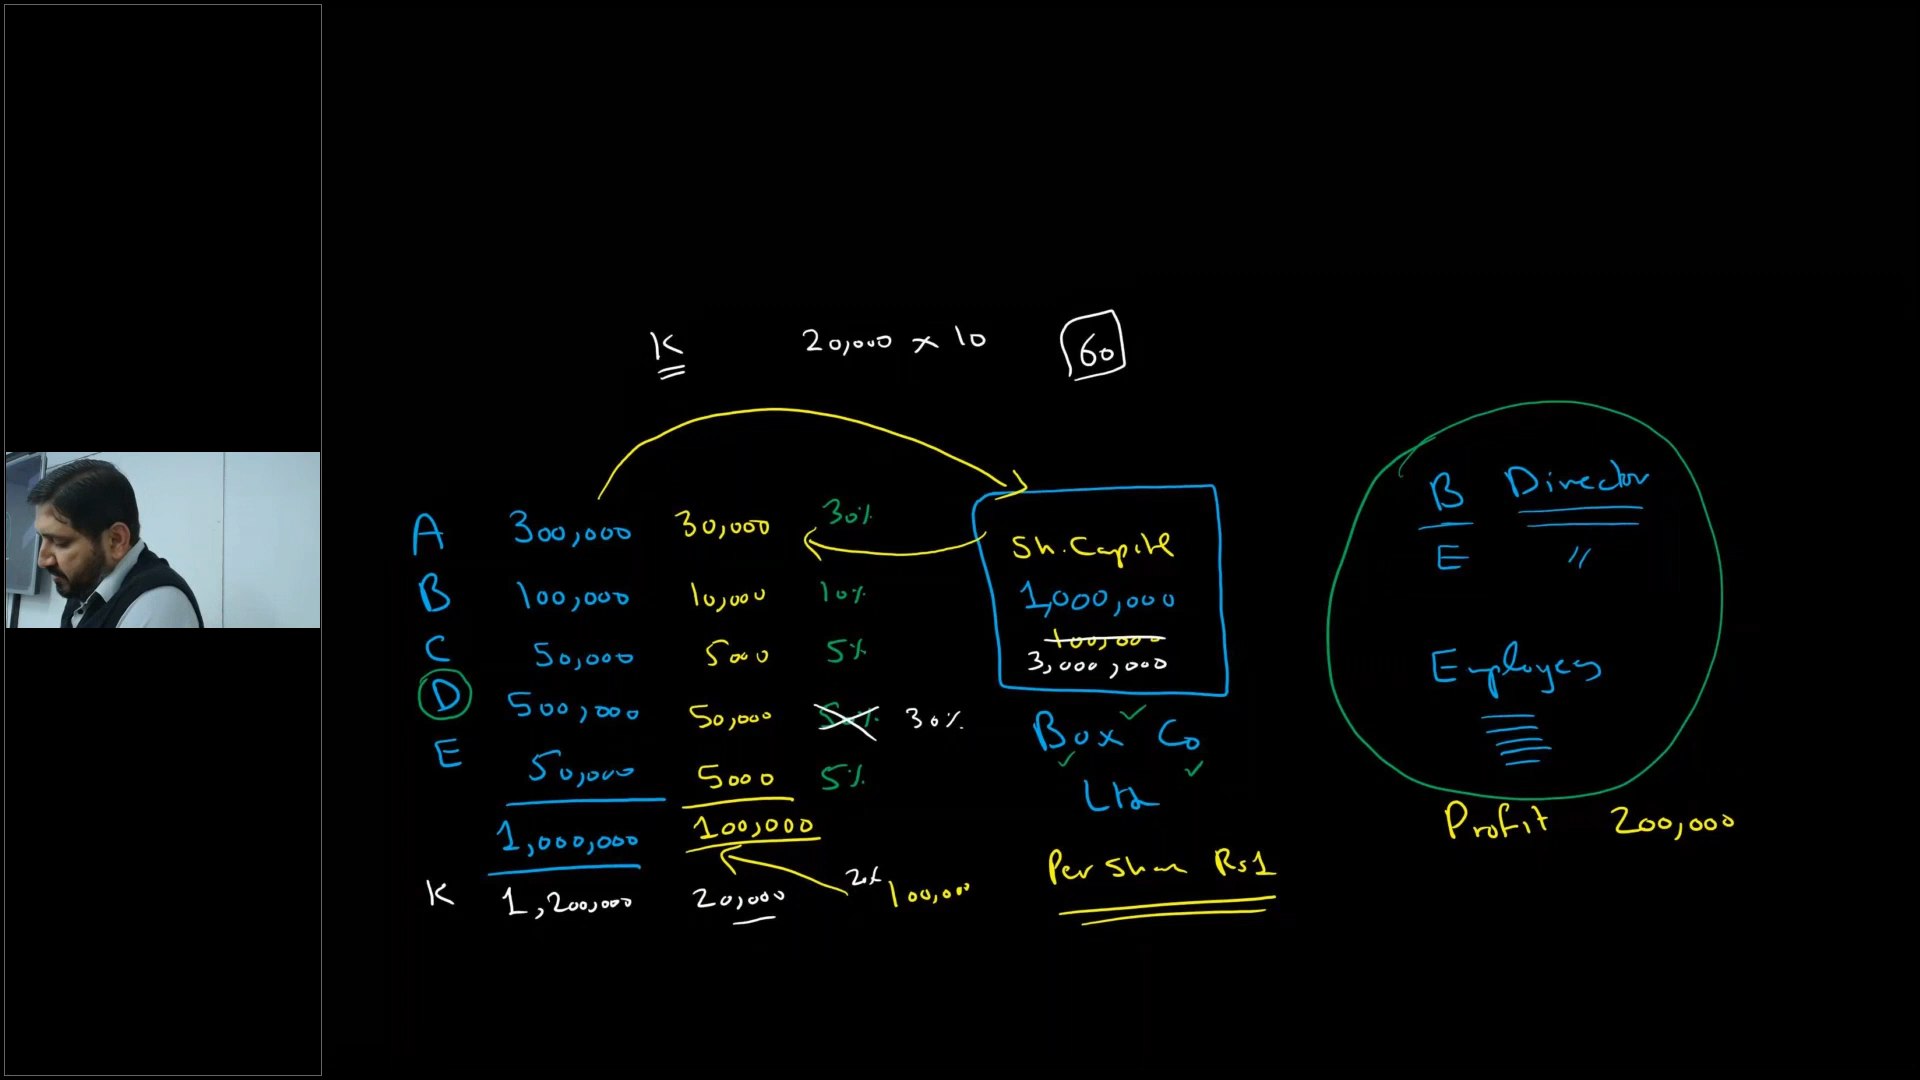 K 20,000 x 10 60
A 300,000 30,000 30%
B 100,000 10,000 10%
C 50,000 5000 5%
D 500,000 50,000 50% 30%
E 50,000 5000 5%
1,000,000 100,000
K 1,200,000 20,000 100,000
Sh. Capital
1,000,000
100,000
3,000,000
Box Co
Ltd
Per Share Rs1
B Director
E "
Employees
Profit 200,000